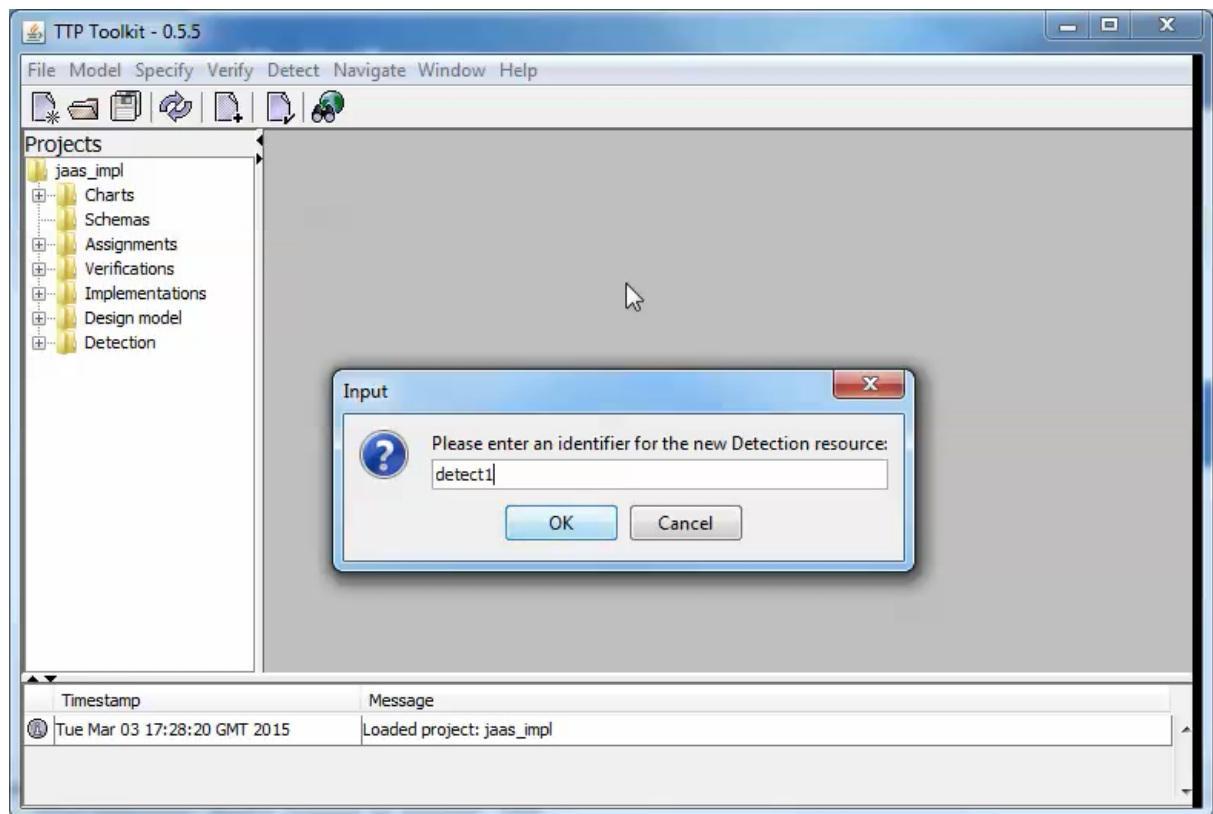 TTP Toolkit - 0.5.5
File Model Specify Verify Detect Navigate Window Help
Projects
jaas_impl
Charts
Schemas
Assignments
Verifications
Implementations
Design model
Detection
Input
Please enter an identifier for the new Detection resource:
detect1
OK Cancel
Timestamp Message
Tue Mar 03 17:28:20 GMT 2015 Loaded project: jaas_impl